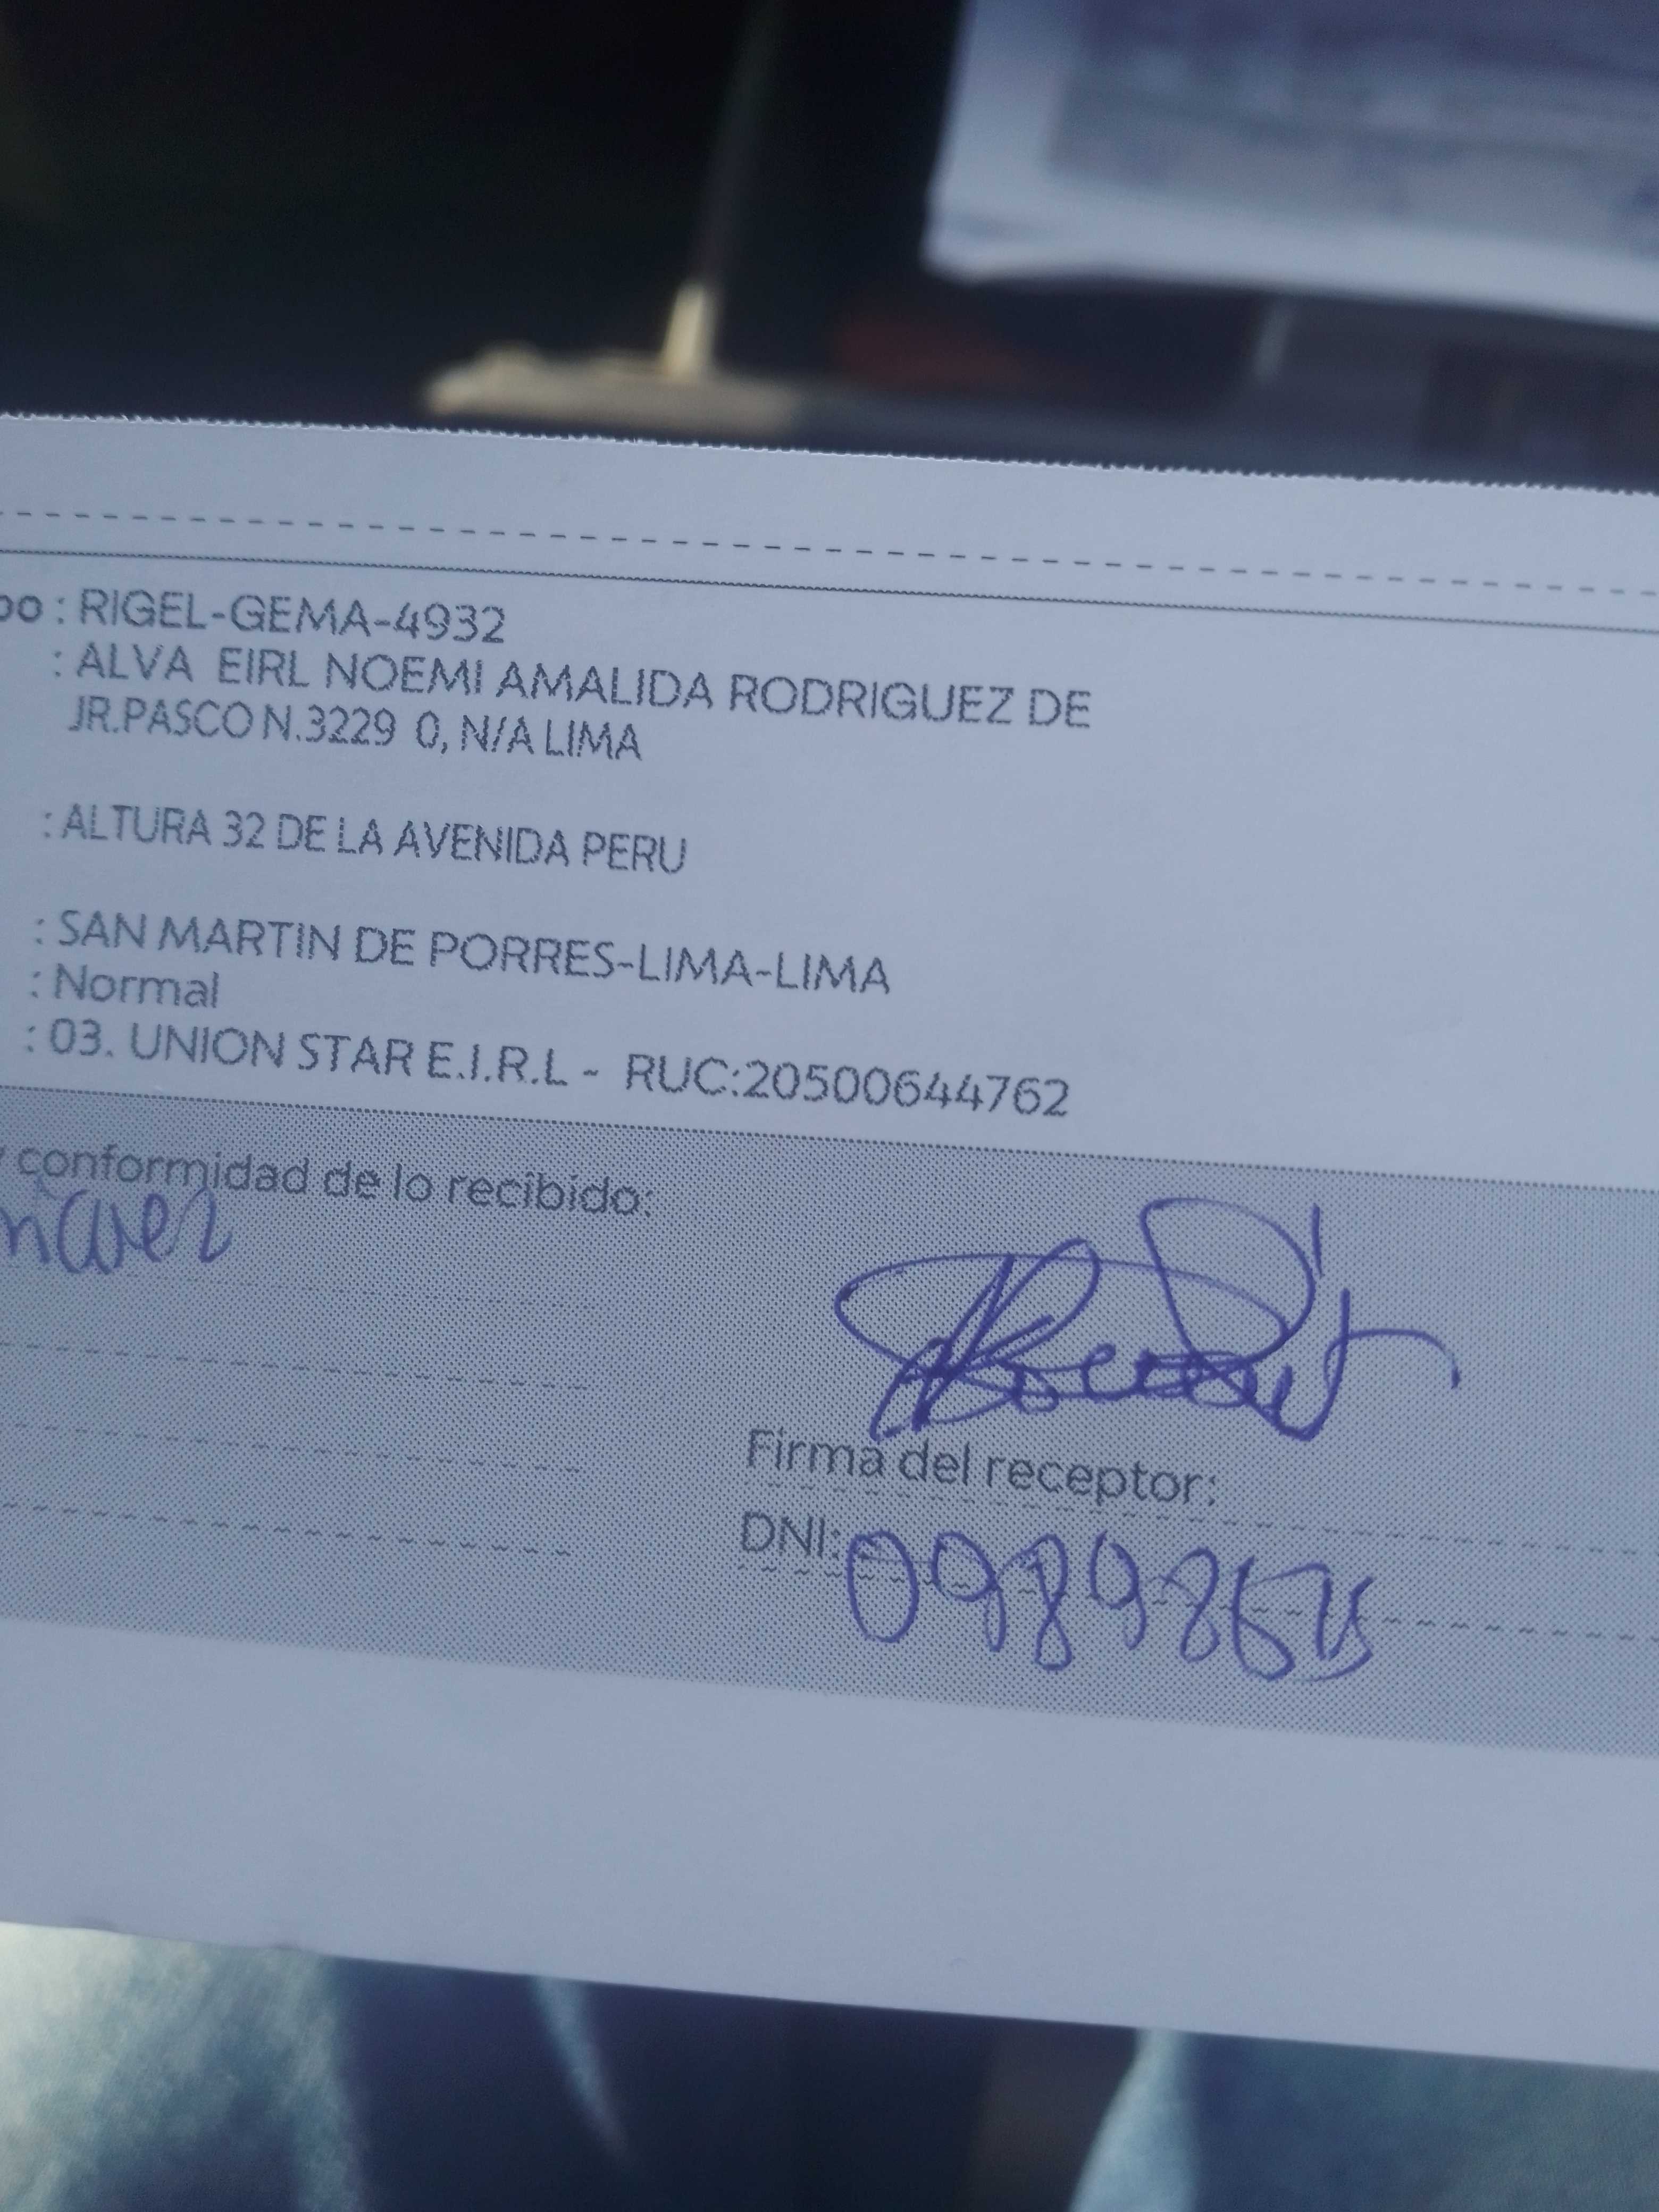 : RIGEL-GEMA-4932
: ALVA EIRL NOEMI AMALIDA RODRIGUEZ DE
JR.PASCO N.3229 0, N/A LIMA
: ALTURA 32 DE LA AVENIDA PERU
: SAN MARTIN DE PORRES-LIMA-LIMA
: Normal
: 03. UNION STAR E.I.R.L - RUC:20500644762
conformidad de lo recibido:
Firma del receptor:
DNI: